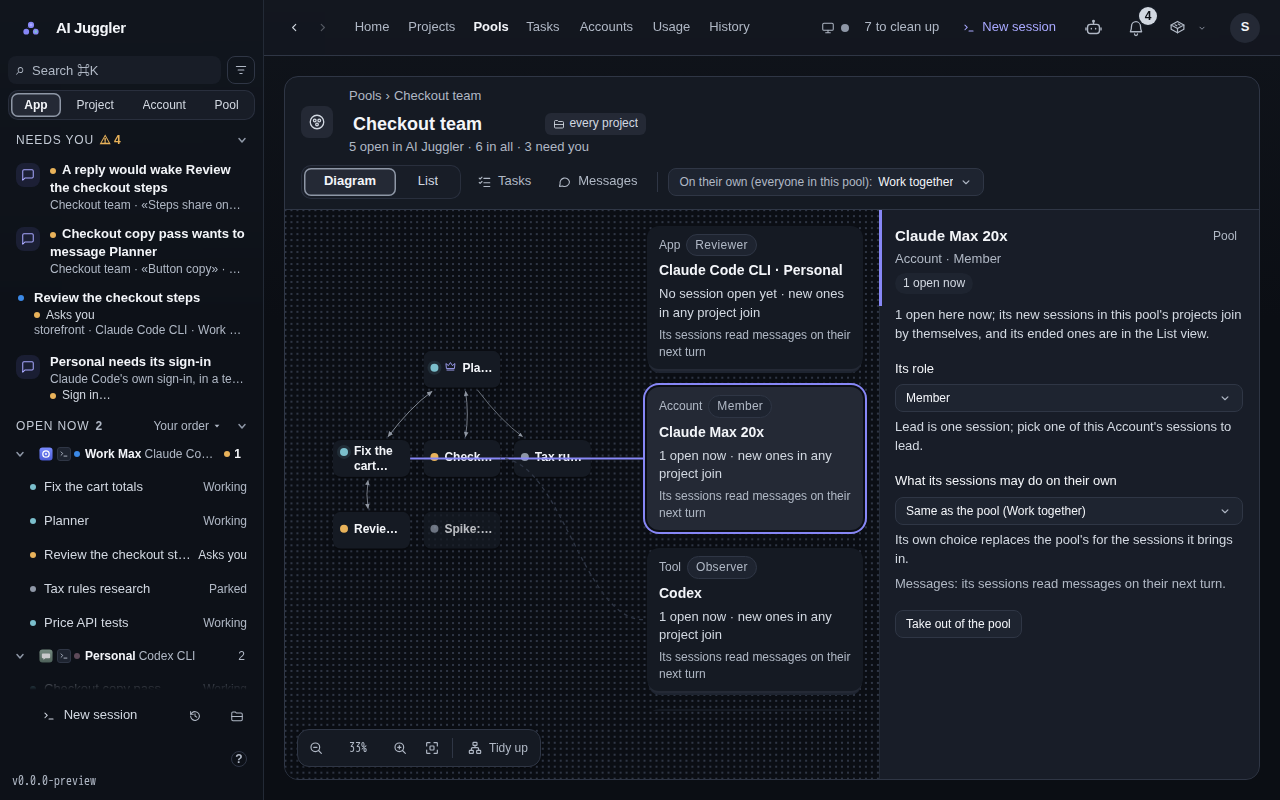 AI Juggler
Search ⌘K
App Project Account Pool
NEEDS YOU 4
A reply would wake Review the checkout steps
Checkout team · «Steps share on…
Checkout copy pass wants to message Planner
Checkout team · «Button copy» · …
Review the checkout steps
Asks you
storefront · Claude Code CLI · Work …
Personal needs its sign-in
Claude Code's own sign-in, in a te…
Sign in…
OPEN NOW 2 Your order
Work Max Claude Co… 1
Fix the cart totals Working
Planner Working
Review the checkout st… Asks you
Tax rules research Parked
Price API tests Working
Personal Codex CLI 2
Checkout copy pass Working
New session
?
v0.0.0-preview
Home Projects Pools Tasks Accounts Usage History
7 to clean up
New session
4
S
Pools › Checkout team
Checkout team every project
5 open in AI Juggler · 6 in all · 3 need you
Diagram List Tasks Messages
On their own (everyone in this pool): Work together
Pla…
Fix the cart…
Check…
Tax ru…
Revie…
Spike:…
App Reviewer
Claude Code CLI · Personal
No session open yet · new ones
in any project join
Its sessions read messages on their
next turn
Account Member
Claude Max 20x
1 open now · new ones in any
project join
Its sessions read messages on their
next turn
Tool Observer
Codex
1 open now · new ones in any
project join
Its sessions read messages on their
next turn
33%
Tidy up
Claude Max 20x Pool
Account · Member
1 open now
1 open here now; its new sessions in this pool's projects join
by themselves, and its ended ones are in the List view.
Its role
Member
Lead is one session; pick one of this Account's sessions to
lead.
What its sessions may do on their own
Same as the pool (Work together)
Its own choice replaces the pool's for the sessions it brings
in.
Messages: its sessions read messages on their next turn.
Take out of the pool